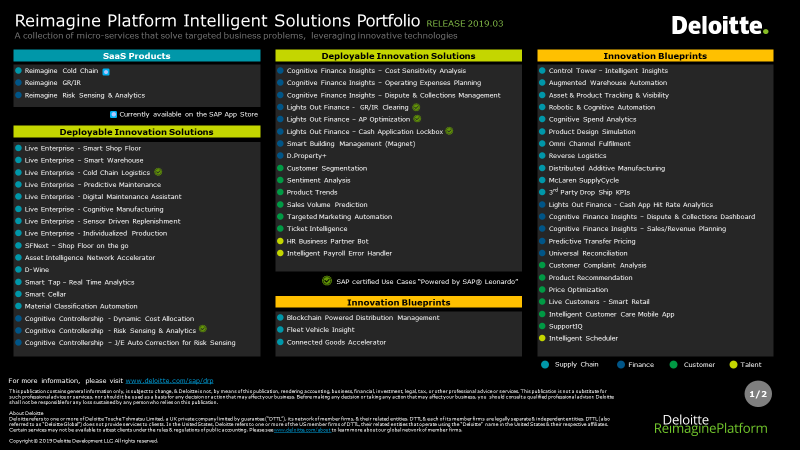 Reimagine Platform Intelligent Solutions Portfolio RELEASE 2019.03
A collection of micro-services that solve targeted business problems, leveraging innovative technologies
Deloitte.
SaaS Products
Reimagine Cold Chain
Reimagine GR/IR
Reimagine Risk Sensing & Analytics
Currently available on the SAP App Store
Deployable Innovation Solutions
Live Enterprise - Smart Shop Floor
Live Enterprise – Smart Warehouse
Live Enterprise - Cold Chain Logistics
Live Enterprise – Predictive Maintenance
Live Enterprise - Digital Maintenance Assistant
Live Enterprise - Cognitive Manufacturing
Live Enterprise - Sensor Driven Replenishment
Live Enterprise - Individualized Production
SFNext – Shop Floor on the go
Asset Intelligence Network Accelerator
D-Wine
Smart Tap – Real Time Analytics
Smart Cellar
Material Classification Automation
Cognitive Controllership - Dynamic Cost Allocation
Cognitive Controllership - Risk Sensing & Analytics
Cognitive Controllership – J/E Auto Correction for Risk Sensing
Deployable Innovation Solutions
Cognitive Finance Insights – Cost Sensitivity Analysis
Cognitive Finance Insights – Operating Expenses Planning
Cognitive Finance Insights – Dispute & Collections Management
Lights Out Finance - GR/IR Clearing
Lights Out Finance – AP Optimization
Lights Out Finance – Cash Application Lockbox
Smart Building Management (Magnet)
D.Property+
Customer Segmentation
Sentiment Analysis
Product Trends
Sales Volume Prediction
Targeted Marketing Automation
Ticket Intelligence
HR Business Partner Bot
Intelligent Payroll Error Handler
SAP certified Use Cases "Powered by SAP® Leonardo"
Innovation Blueprints
Blockchain Powered Distribution Management
Fleet Vehicle Insight
Connected Goods Accelerator
Innovation Blueprints
Control Tower – Intelligent Insights
Augmented Warehouse Automation
Asset & Product Tracking & Visibility
Robotic & Cognitive Automation
Cognitive Spend Analytics
Product Design Simulation
Omni Channel Fulfilment
Reverse Logistics
Distributed Additive Manufacturing
McLaren SupplyCycle
3rd Party Drop Ship KPIs
Lights Out Finance - Cash App Hit Rate Analytics
Cognitive Finance Insights – Dispute & Collections Dashboard
Cognitive Finance Insights – Sales/Revenue Planning
Predictive Transfer Pricing
Universal Reconciliation
Customer Complaint Analysis
Product Recommendation
Price Optimization
Live Customers - Smart Retail
Intelligent Customer Care Mobile App
SupportIQ
Intelligent Scheduler
Supply Chain Finance Customer Talent
For more information, please visit www.deloitte.com/sap/drp
This publication contains general information only, is subject to change, & Deloitte is not, by means of this publication, rendering accounting, business, financial, investment, legal, tax, or other professional advice or services. This publication is not a substitute for
such professional advice or services, nor should it be used as a basis for any decision or action that may affect your business. Before making any decision or taking any action that may affect your business, you should consult a qualified professional advisor. Deloitte
shall not be responsible for any loss sustained by any person who relies on this publication.
About Deloitte
Deloitte refers to one or more of Deloitte Touche Tohmatsu Limited, a UK private company limited by guarantee ("DTTL"), its network of member firms, & their related entities. DTTL & each of its member firms are legally separate & independent entities. DTTL (also
referred to as "Deloitte Global") does not provide services to clients. In the United States, Deloitte refers to one or more of the US member firms of DTTL, their related entities that operate using the "Deloitte" name in the United States & their respective affiliates.
Certain services may not be available to attest clients under the rules & regulations of public accounting. Please see www.deloitte.com/about to learn more about our global network of member firms.
Copyright © 2019 Deloitte Development LLC. All rights reserved.
1/2
Deloitte
ReimaginePlatform